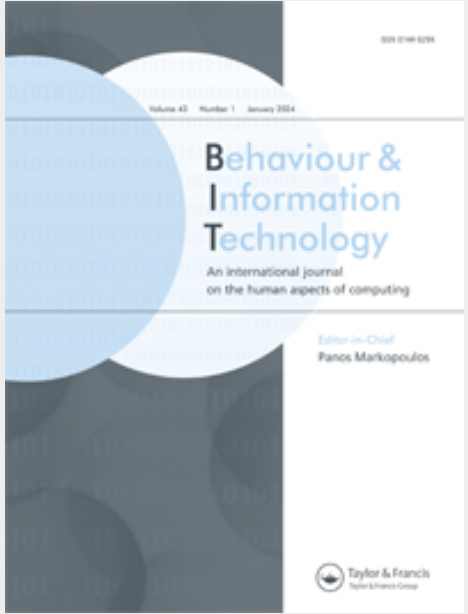 ISSN 0144-929X
Volume 43 Number 1 January 2024
Behaviour &
Information
Technology
An international journal
on the human aspects of computing
Editor-in-Chief
Panos Markopoulos
Taylor & Francis
Taylor & Francis Group